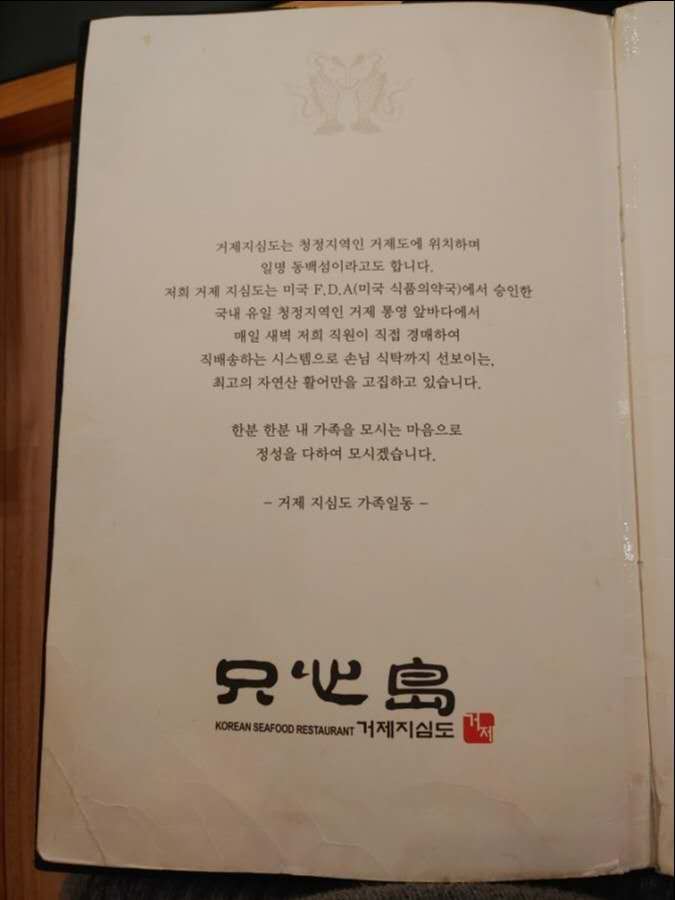 거제지심도는 청정지역인 거제도에 위치하며
일명 동백섬이라고도 합니다.
저희 거제 지심도는 미국 F.D.A(미국 식품의약국)에서 승인한
국내 유일 청정지역인 거제 통영 앞바다에서
매일 새벽 저희 직원이 직접 경매하여
직배송하는 시스템으로 손님 식탁까지 선보이는,
최고의 자연산 활어만을 고집하고 있습니다.
한분 한분 내 가족을 모시는 마음으로
정성을 다하여 모시겠습니다.
- 거제 지심도 가족일동 -
只心島
KOREAN SEAFOOD RESTAURANT 거제지심도 거제